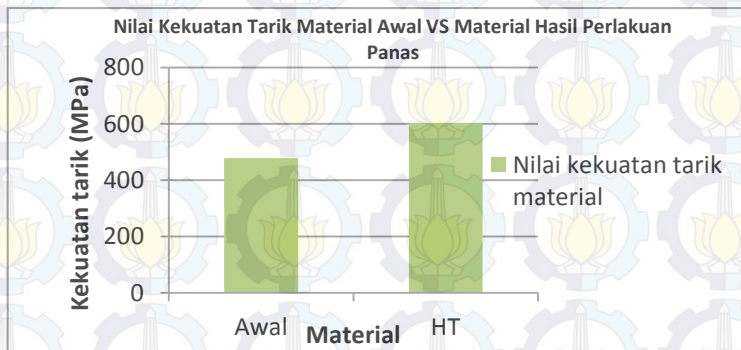 Nilai Kekuatan Tarik Material Awal VS Material Hasil Perlakuan
Panas
Kekuatan tarik (MPa)
800
600
400
200
0
Awal
HT
Material
Nilai kekuatan tarik
material